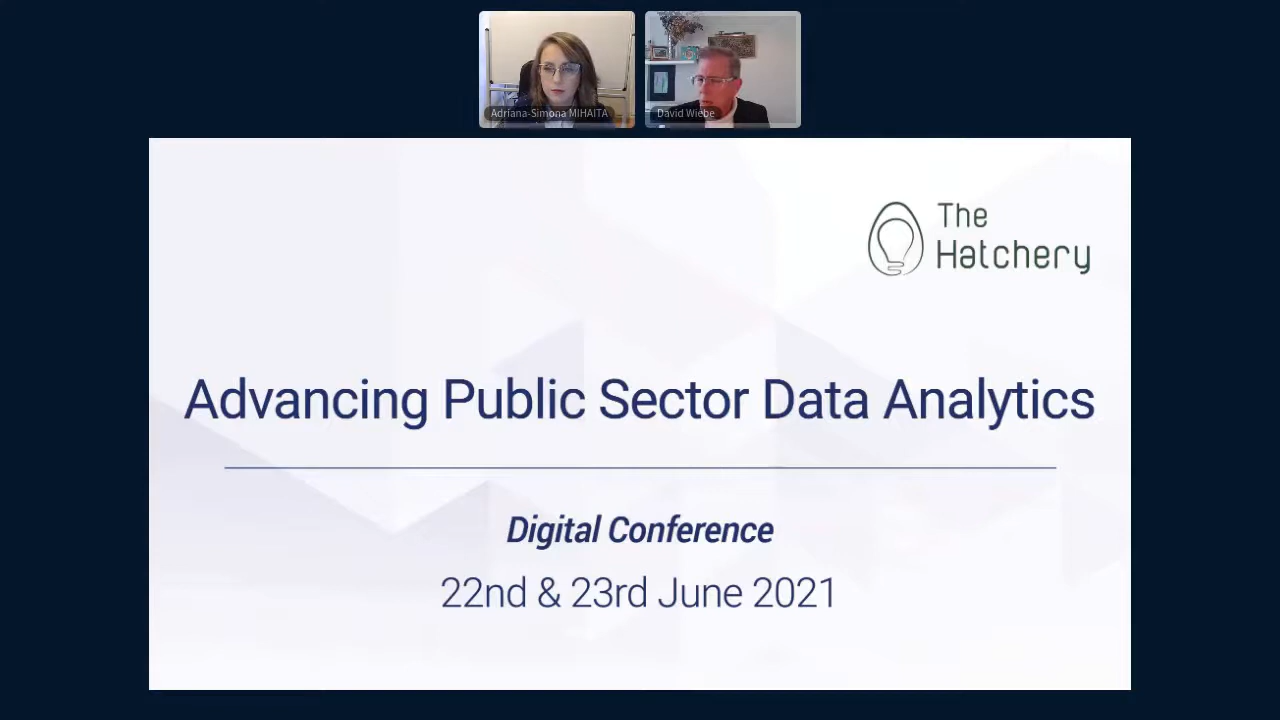 Adriana-Simona MIHAITA
David Wiebe
The
Hatchery
Advancing Public Sector Data Analytics
Digital Conference
22nd & 23rd June 2021